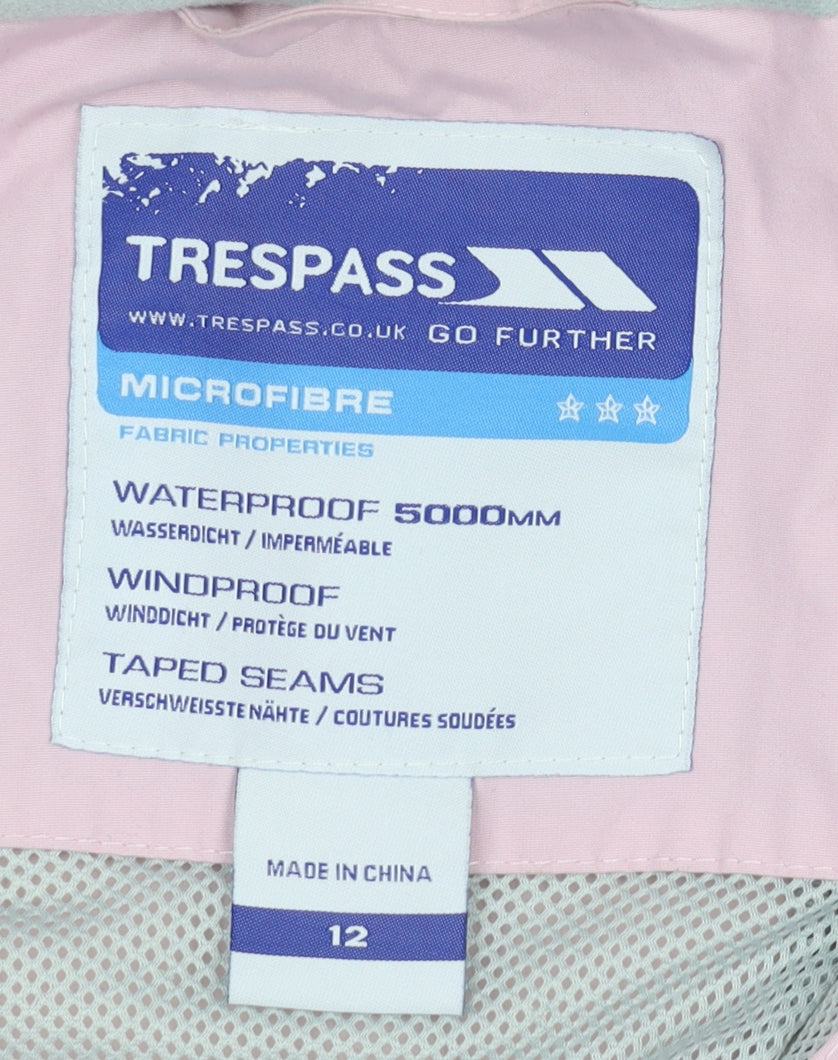 TRESPASS
WWW.TRESPASS.CO.UK GO FURTHER
MICROFIBRE
FABRIC PROPERTIES
WATERPROOF 5000MM
WASSERDICHT / IMPERMÉABLE
WINDPROOF
WINDDICHT / PROTÈGE DU VENT
TAPED SEAMS
VERSCHWEISSTE NÄHTE / COUTURES SOUDÉES
MADE IN CHINA
12